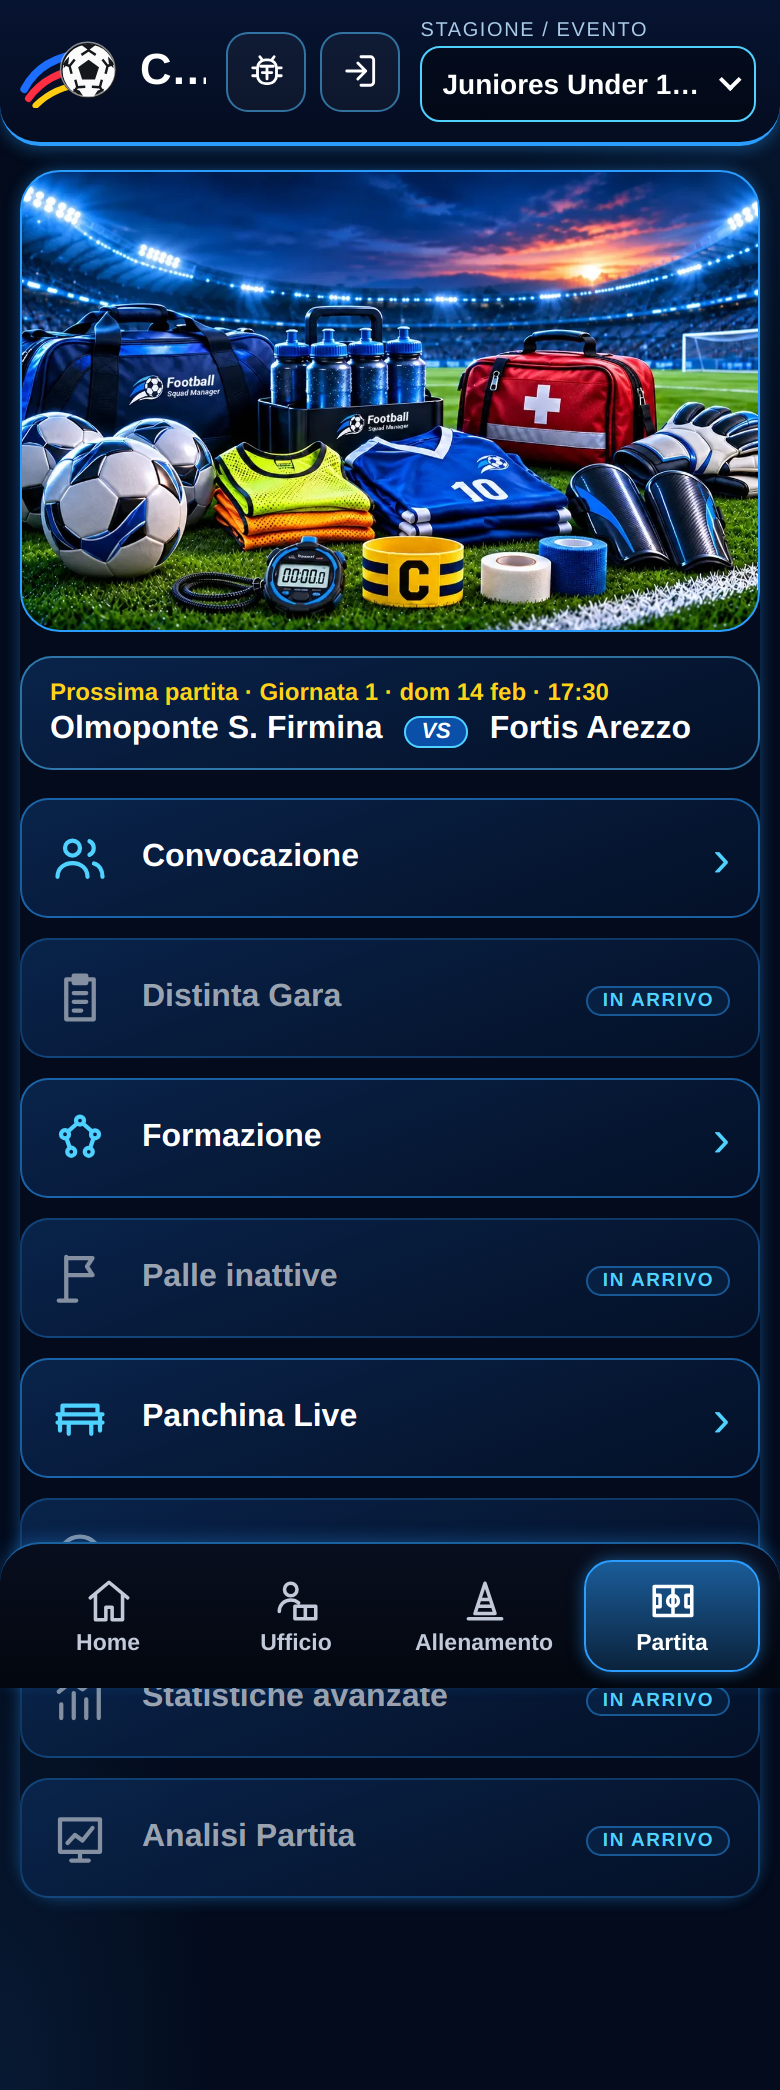 STAGIONE / EVENTO
C...
Juniores Under 1...
Football
Squad Manager
Football
Squad Manager
10
00:00.0
C
Prossima partita · Giornata 1 · dom 14 feb · 17:30
Olmoponte S. Firmina VS Fortis Arezzo
Convocazione
Distinta Gara IN ARRIVO
Formazione
Palle inattive IN ARRIVO
Panchina Live
Home Ufficio Allenamento Partita
Statistiche avanzate IN ARRIVO
Analisi Partita IN ARRIVO